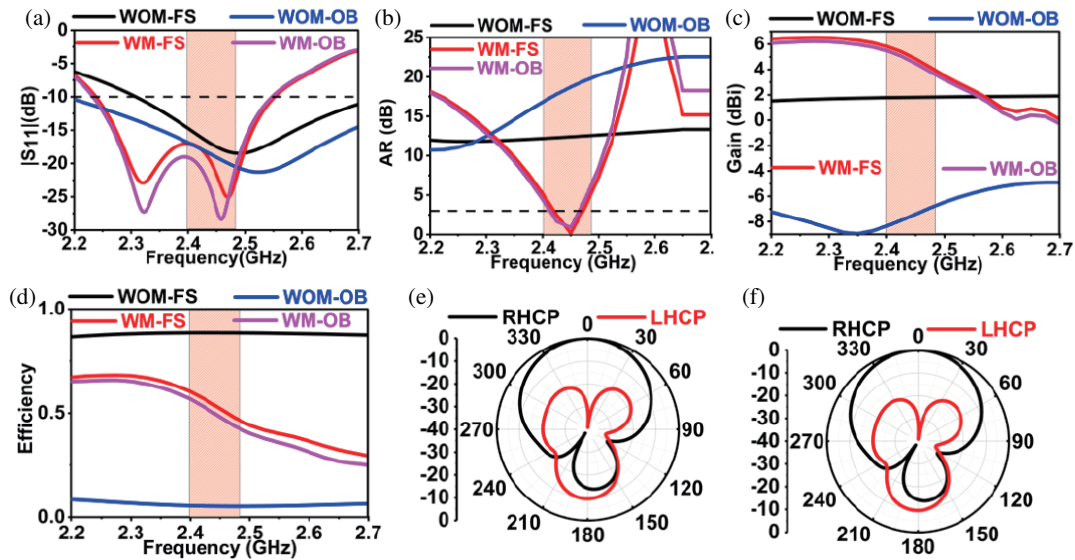 (a)
WOM-FS
WOM-OB
WM-FS
WM-OB
0
-5
-10
-15
-20
-25
-30
|S11|(dB)
2.2 2.3 2.4 2.5 2.6 2.7
Frequency(GHz)
(b)
WOM-FS
WOM-OB
WM-FS
WM-OB
25
20
15
10
5
0
AR (dB)
2.2 2.3 2.4 2.5 2.6 2.
Frequency (GHz)
(c)
WOM-FS
WOM-OB
WM-FS
WM-OB
6
4
2
0
-2
-4
-6
-8
Gain (dBi)
2.2 2.3 2.4 2.5 2.6 2.7
Frequency (GHz)
(d)
WOM-FS
WOM-OB
WM-FS
WM-OB
1.0
0.5
0.0
Efficiency
2.2 2.3 2.4 2.5 2.6 2.7
Frequency (GHz)
(e)
RHCP
LHCP
0
-10
-20
-30
-40
-30
-20
-10
0
0
30
60
90
120
150
180
210
240
270
300
330
(f)
RHCP
LHCP
0
-10
-20
-30
-40
-30
-20
-10
0
0
30
60
90
120
150
180
210
240
270
300
330